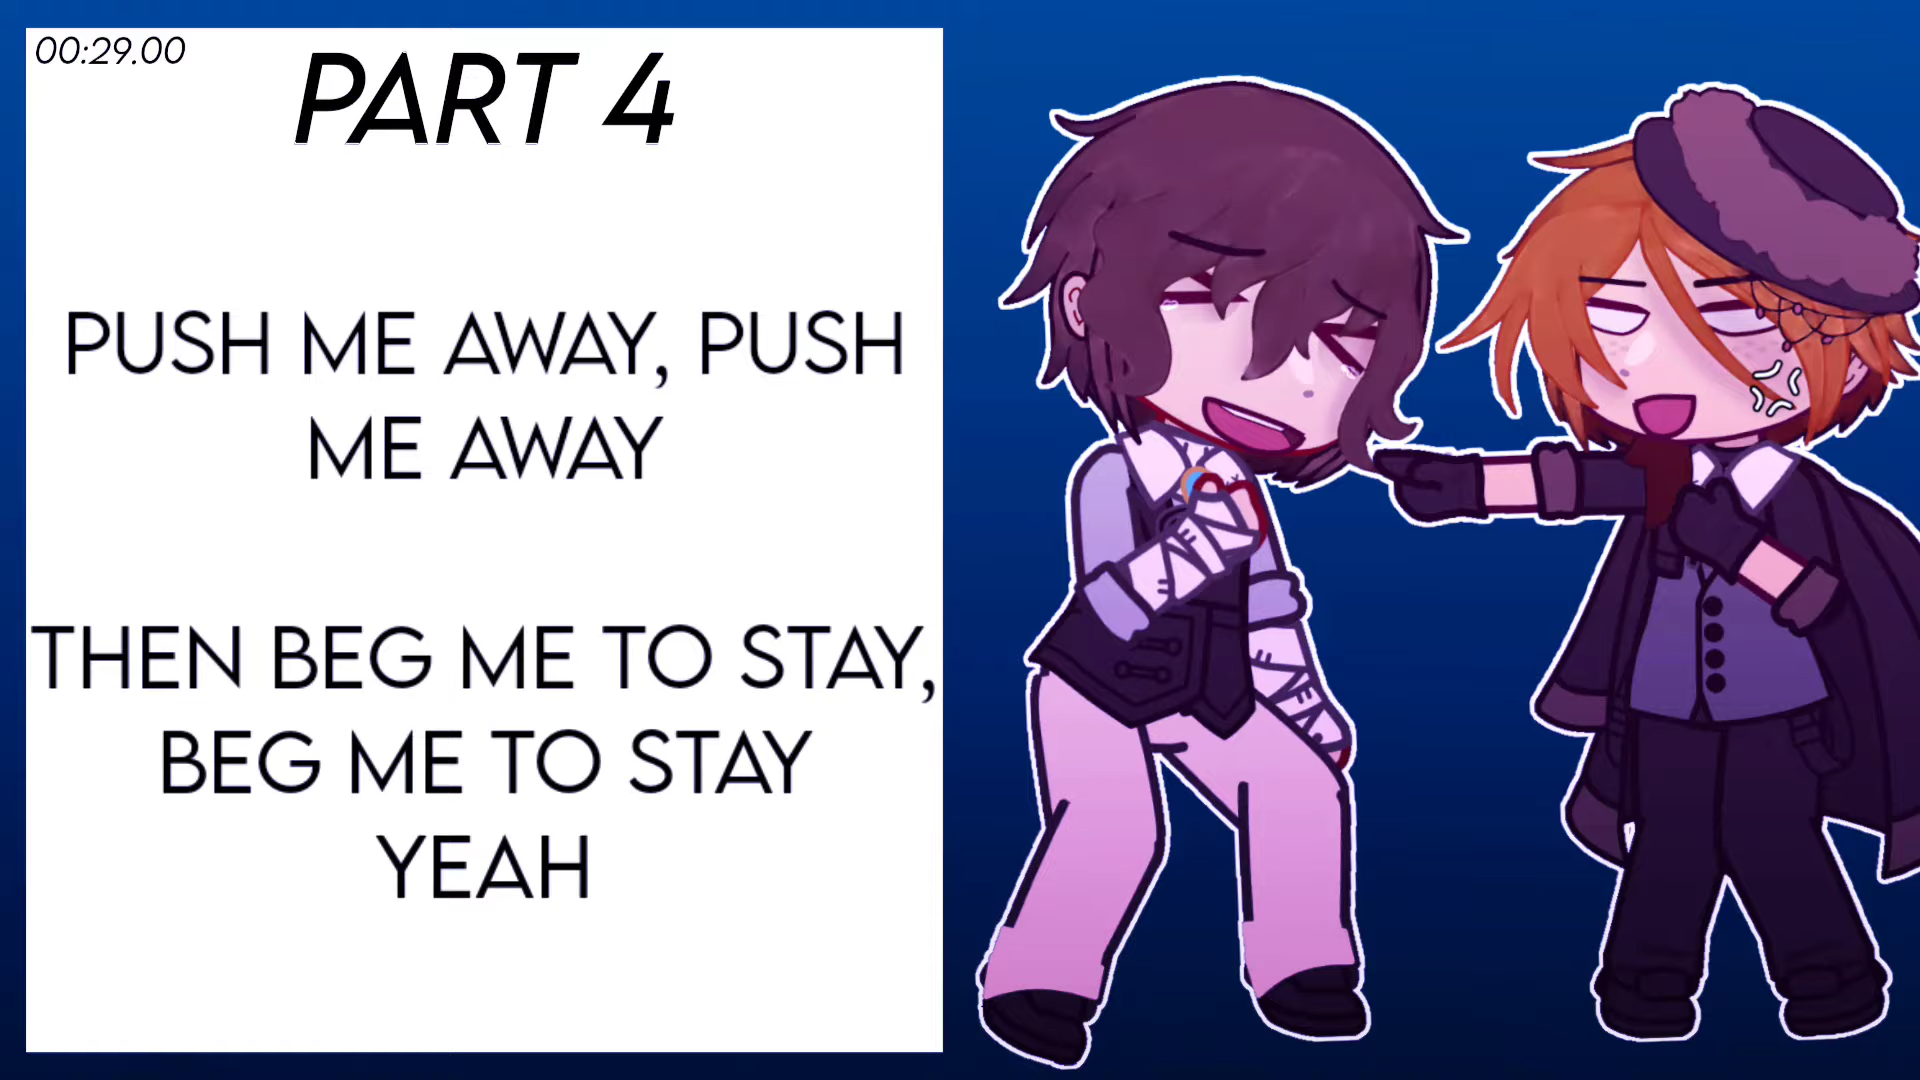 00:29.00
PART 4
PUSH ME AWAY, PUSH
ME AWAY
THEN BEG ME TO STAY,
BEG ME TO STAY
YEAH